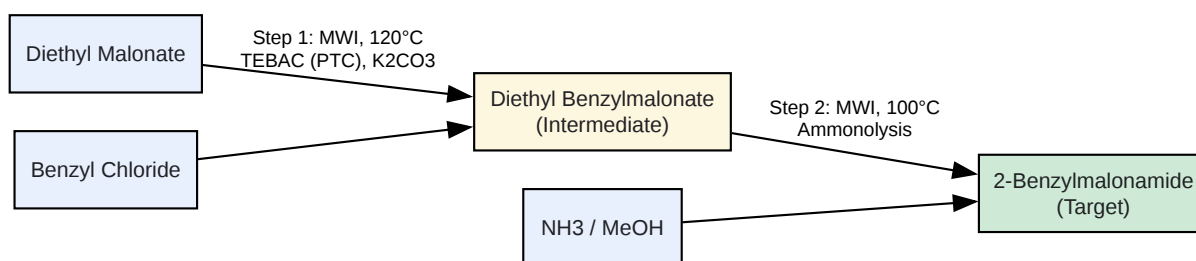 Diethyl Malonate
Step 1: MWI, 120°C
TEBAC (PTC), K2CO3
Benzyl Chloride
Diethyl Benzylmalonate
(Intermediate)
Step 2: MWI, 100°C
Ammonolysis
NH3 / MeOH
2-Benzylmalonamide
(Target)